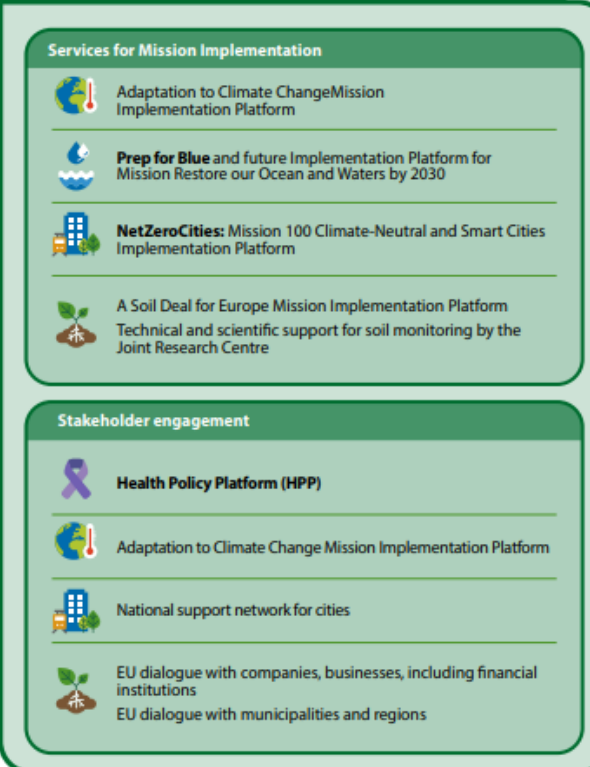 Services for Mission Implementation
Adaptation to Climate ChangeMission
Implementation Platform
Prep for Blue and future Implementation Platform for
Mission Restore our Ocean and Waters by 2030
NetZeroCities: Mission 100 Climate-Neutral and Smart Cities
Implementation Platform
A Soil Deal for Europe Mission Implementation Platform
Technical and scientific support for soil monitoring by the
Joint Research Centre
Stakeholder engagement
Health Policy Platform (HPP)
Adaptation to Climate Change Mission Implementation Platform
National support network for cities
EU dialogue with companies, businesses, including financial
institutions
EU dialogue with municipalities and regions